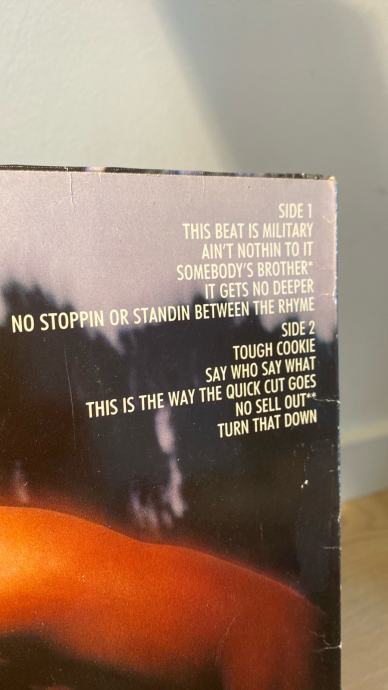 SIDE 1
THIS BEAT IS MILITARY
AIN'T NOTHIN TO IT
SOMEBODY'S BROTHER*
IT GETS NO DEEPER
NO STOPPIN OR STANDIN BETWEEN THE RHYME
SIDE 2
TOUGH COOKIE
SAY WHO SAY WHAT
THIS IS THE WAY THE QUICK CUT GOES
NO SELL OUT**
TURN THAT DOWN